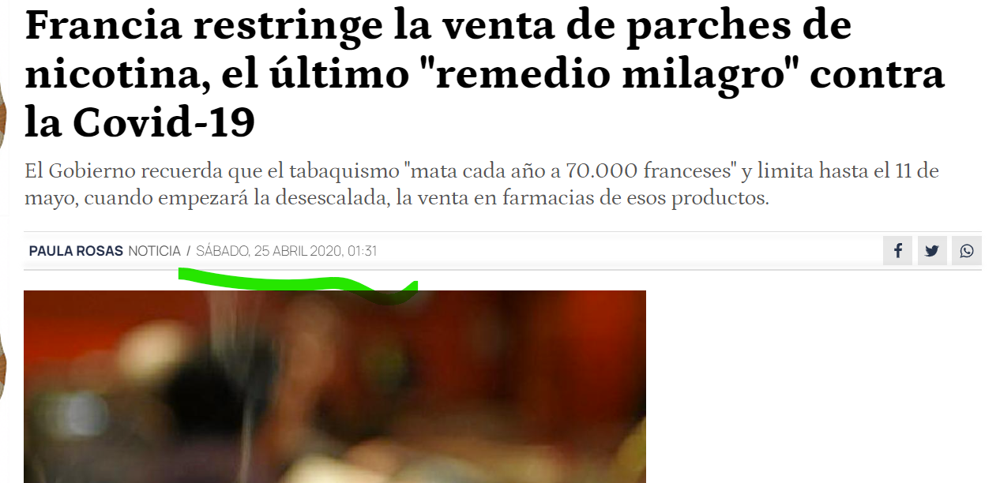 Francia restringe la venta de parches de
nicotina, el último "remedio milagro" contra
la Covid-19
El Gobierno recuerda que el tabaquismo "mata cada año a 70.000 franceses" y limita hasta el 11 de
mayo, cuando empezará la desescalada, la venta en farmacias de esos productos.
PAULA ROSAS NOTICIA / SÁBADO, 25 ABRIL 2020, 01:31